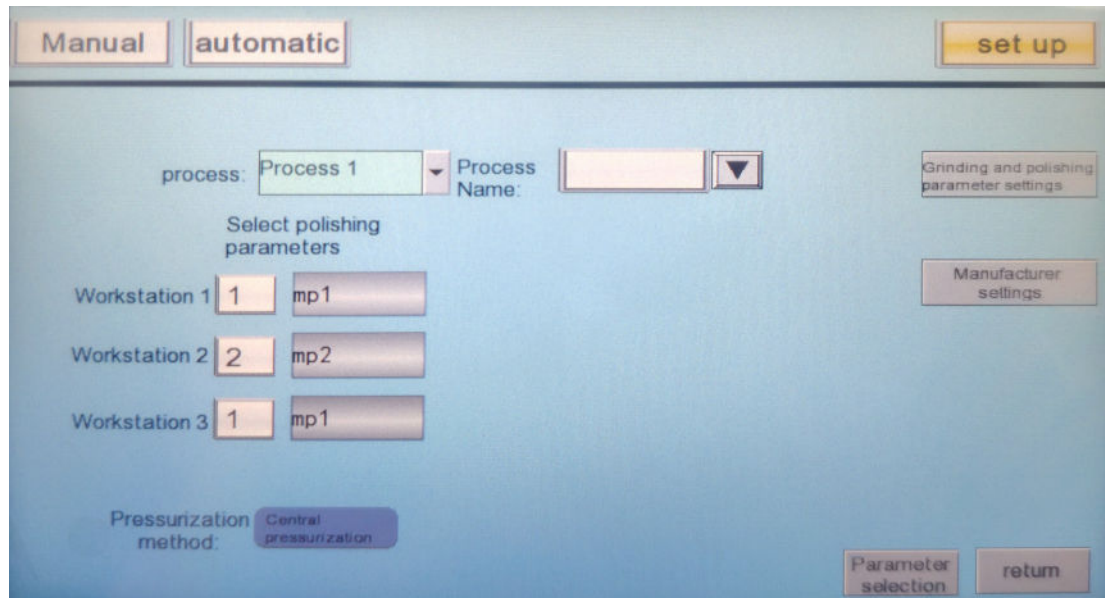 Manual
automatic
set up
process:
Process 1
Process
Name:
Grinding and polishing
parameter settings
Select polishing
parameters
Manufacturer
settings
Workstation 1
1
mp1
Workstation 2
2
mp2
Workstation 3
1
mp1
Pressurization
method:
Central
pressurization
Parameter
selection
return